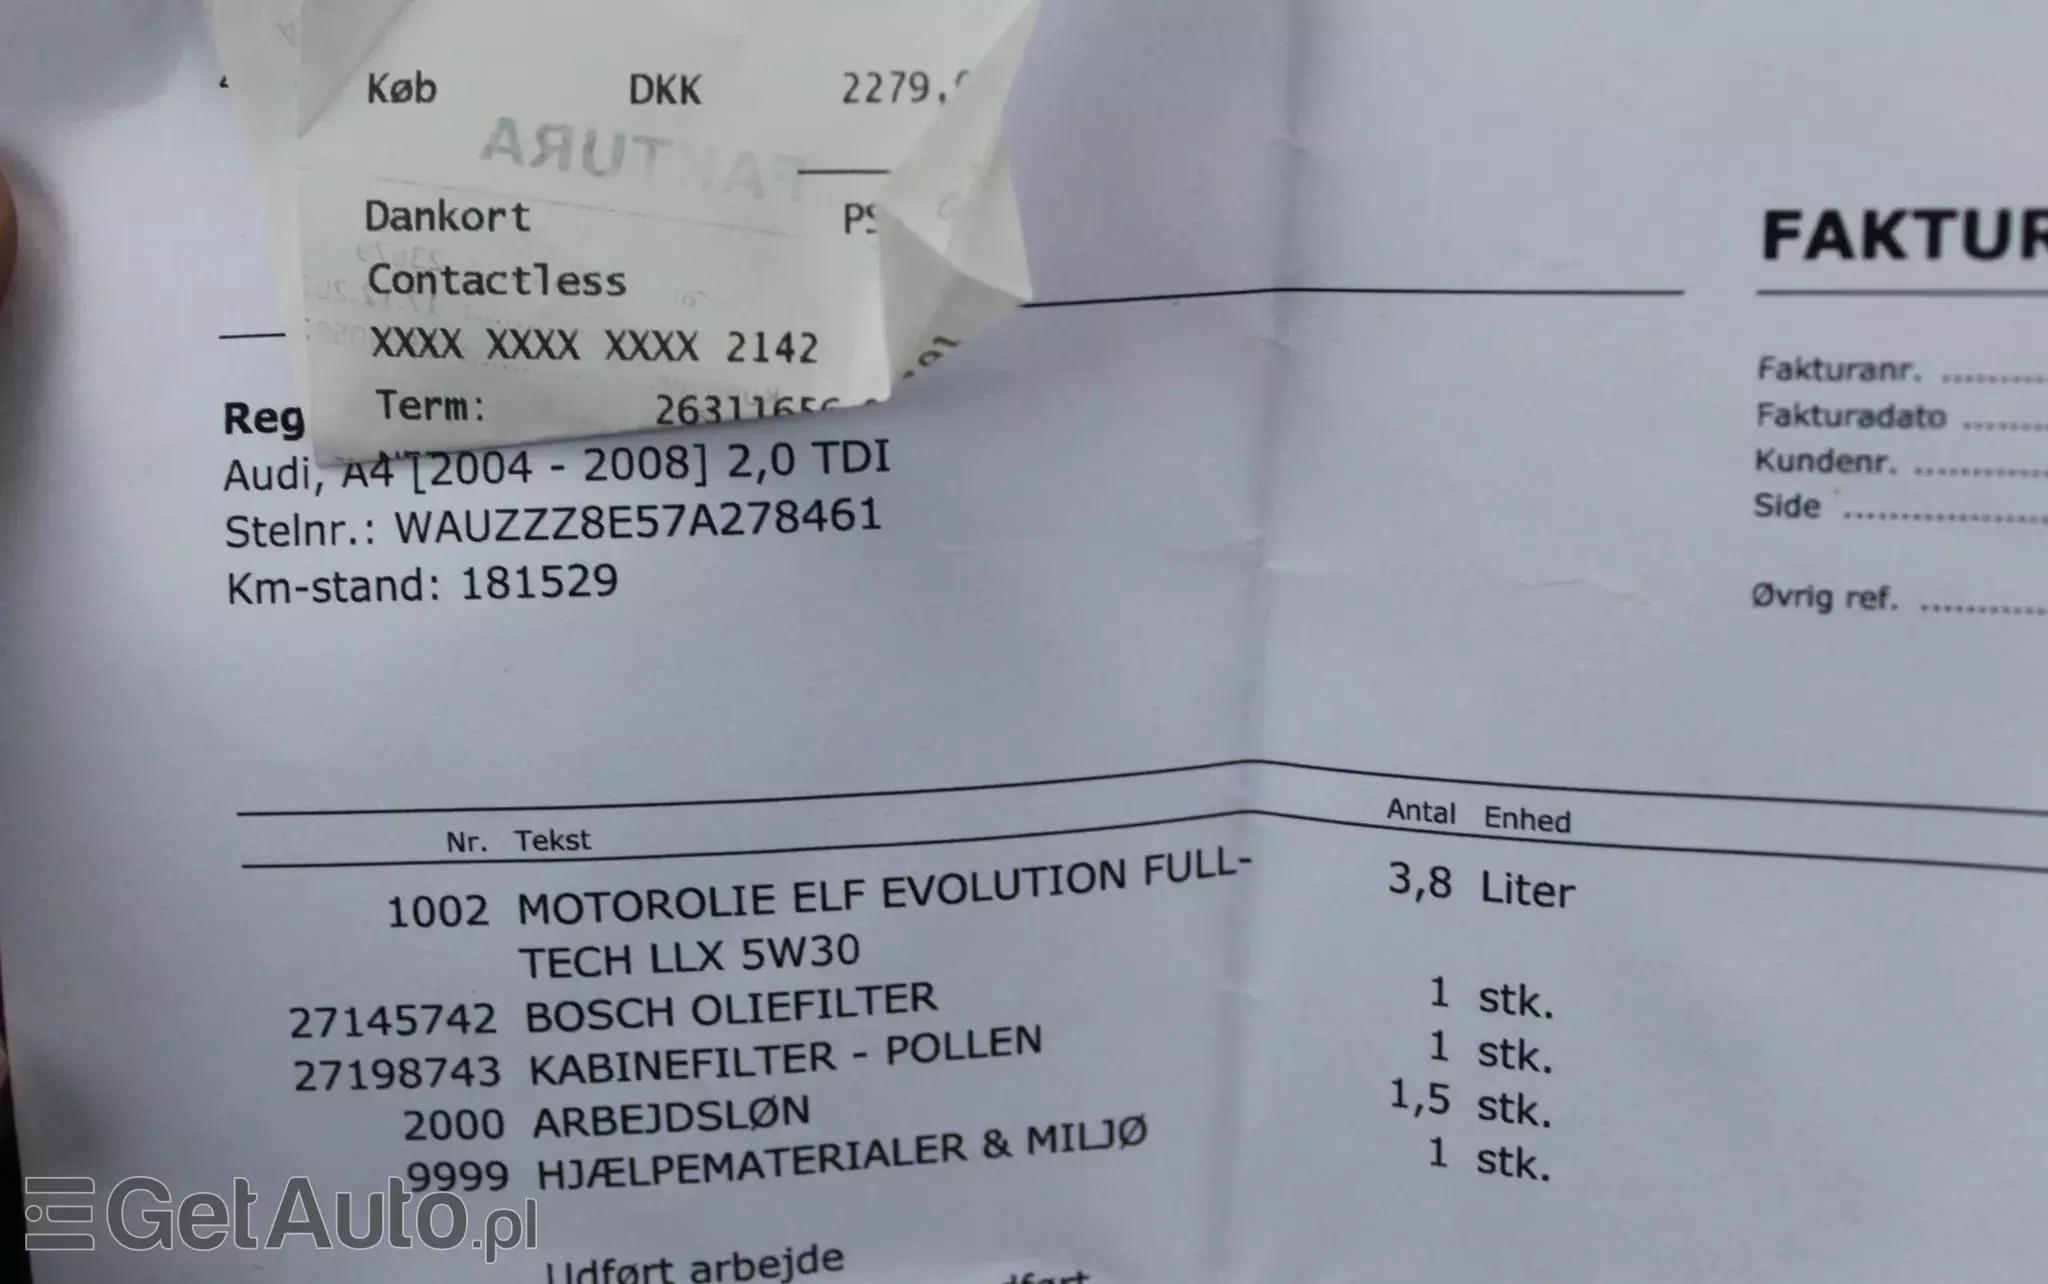 Køb DKK 2279,
FAKTURA
Dankort
Contactless
XXXX XXXX XXXX 2142
Term:
FAKTUR
Fakturanr.
Fakturadato
Kundenr.
Side
Øvrig ref.
Reg
Audi, A4 [2004 - 2008] 2,0 TDI
Stelnr.: WAUZZZ8E57A278461
Km-stand: 181529
Nr. Tekst Antal Enhed
1002 MOTOROLIE ELF EVOLUTION FULL- 3,8 Liter
TECH LLX 5W30
27145742 BOSCH OLIEFILTER 1 stk.
27198743 KABINEFILTER - POLLEN 1 stk.
2000 ARBEJDSLØN 1,5 stk.
9999 HJÆLPEMATERIALER & MILJØ 1 stk.
Udført arbejde
GetAuto.pl